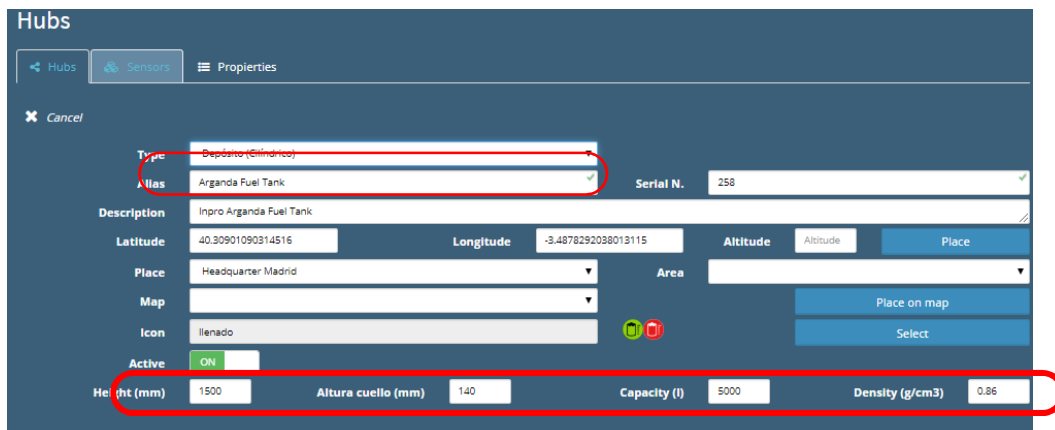 Hubs
Hubs Sensors Propierties
Cancel
Type Depósito (Cilíndrico)
Alias Arganda Fuel Tank Serial N. 258
Description Inpro Arganda Fuel Tank
Latitude 40.30901090314516 Longitude -3.4878292038013115 Altitude Altitude Place
Place Headquarter Madrid Area
Map Place on map
Icon llenado Select
Active ON
Height (mm) 1500 Altura cuello (mm) 140 Capacity (l) 5000 Density (g/cm3) 0.86